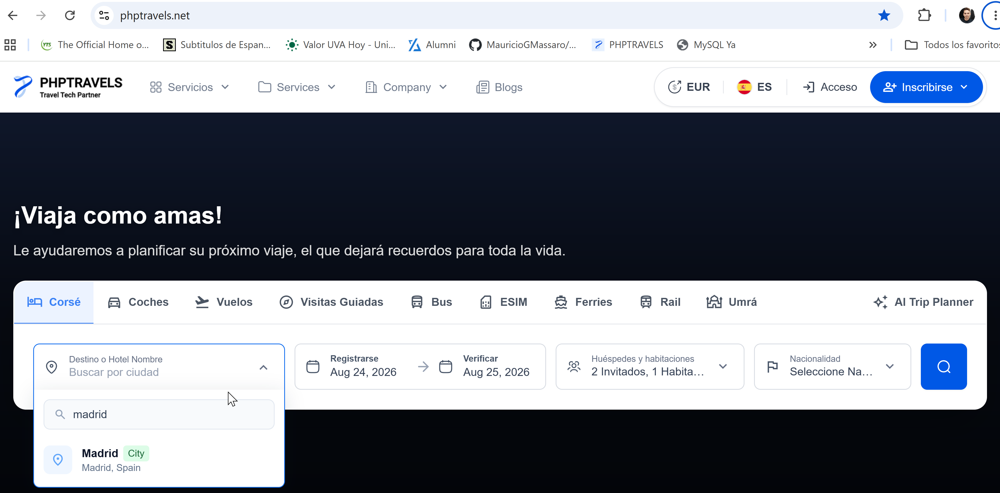 phptravels.net
YTS
The Official Home o...
S
Subtitulos de Espan...
Valor UVA Hoy - Uni...
Alumni
MauricioGMassaro/...
PHPTRAVELS
MySQL Ya
Todos los favoritos
PHPTRAVELS
Travel Tech Partner
Servicios
Services
Company
Blogs
EUR
ES
Acceso
Inscribirse
¡Viaja como amas!
Le ayudaremos a planificar su próximo viaje, el que dejará recuerdos para toda la vida.
Corsé
Coches
Vuelos
Visitas Guiadas
Bus
ESIM
Ferries
Rail
Umrá
AI Trip Planner
Destino o Hotel Nombre
Buscar por ciudad
Registrarse
Aug 24, 2026
Verificar
Aug 25, 2026
Huéspedes y habitaciones
2 Invitados, 1 Habita...
Nacionalidad
Seleccione Na...
madrid
Madrid City
Madrid, Spain